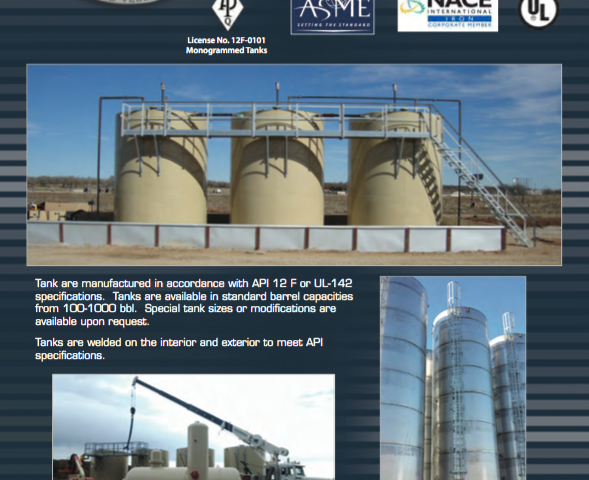 API
ASME
SETTING THE STANDARD
NACE
INTERNATIONAL
IRON
CORPORATE MEMBER
UL
License No. 12F-0101
Monogrammed Tanks
Tank are manufactured in accordance with API 12 F or UL-142
specifications. Tanks are available in standard barrel capacities
from 100-1000 bbl. Special tank sizes or modifications are
available upon request.
Tanks are welded on the interior and exterior to meet API
specifications.